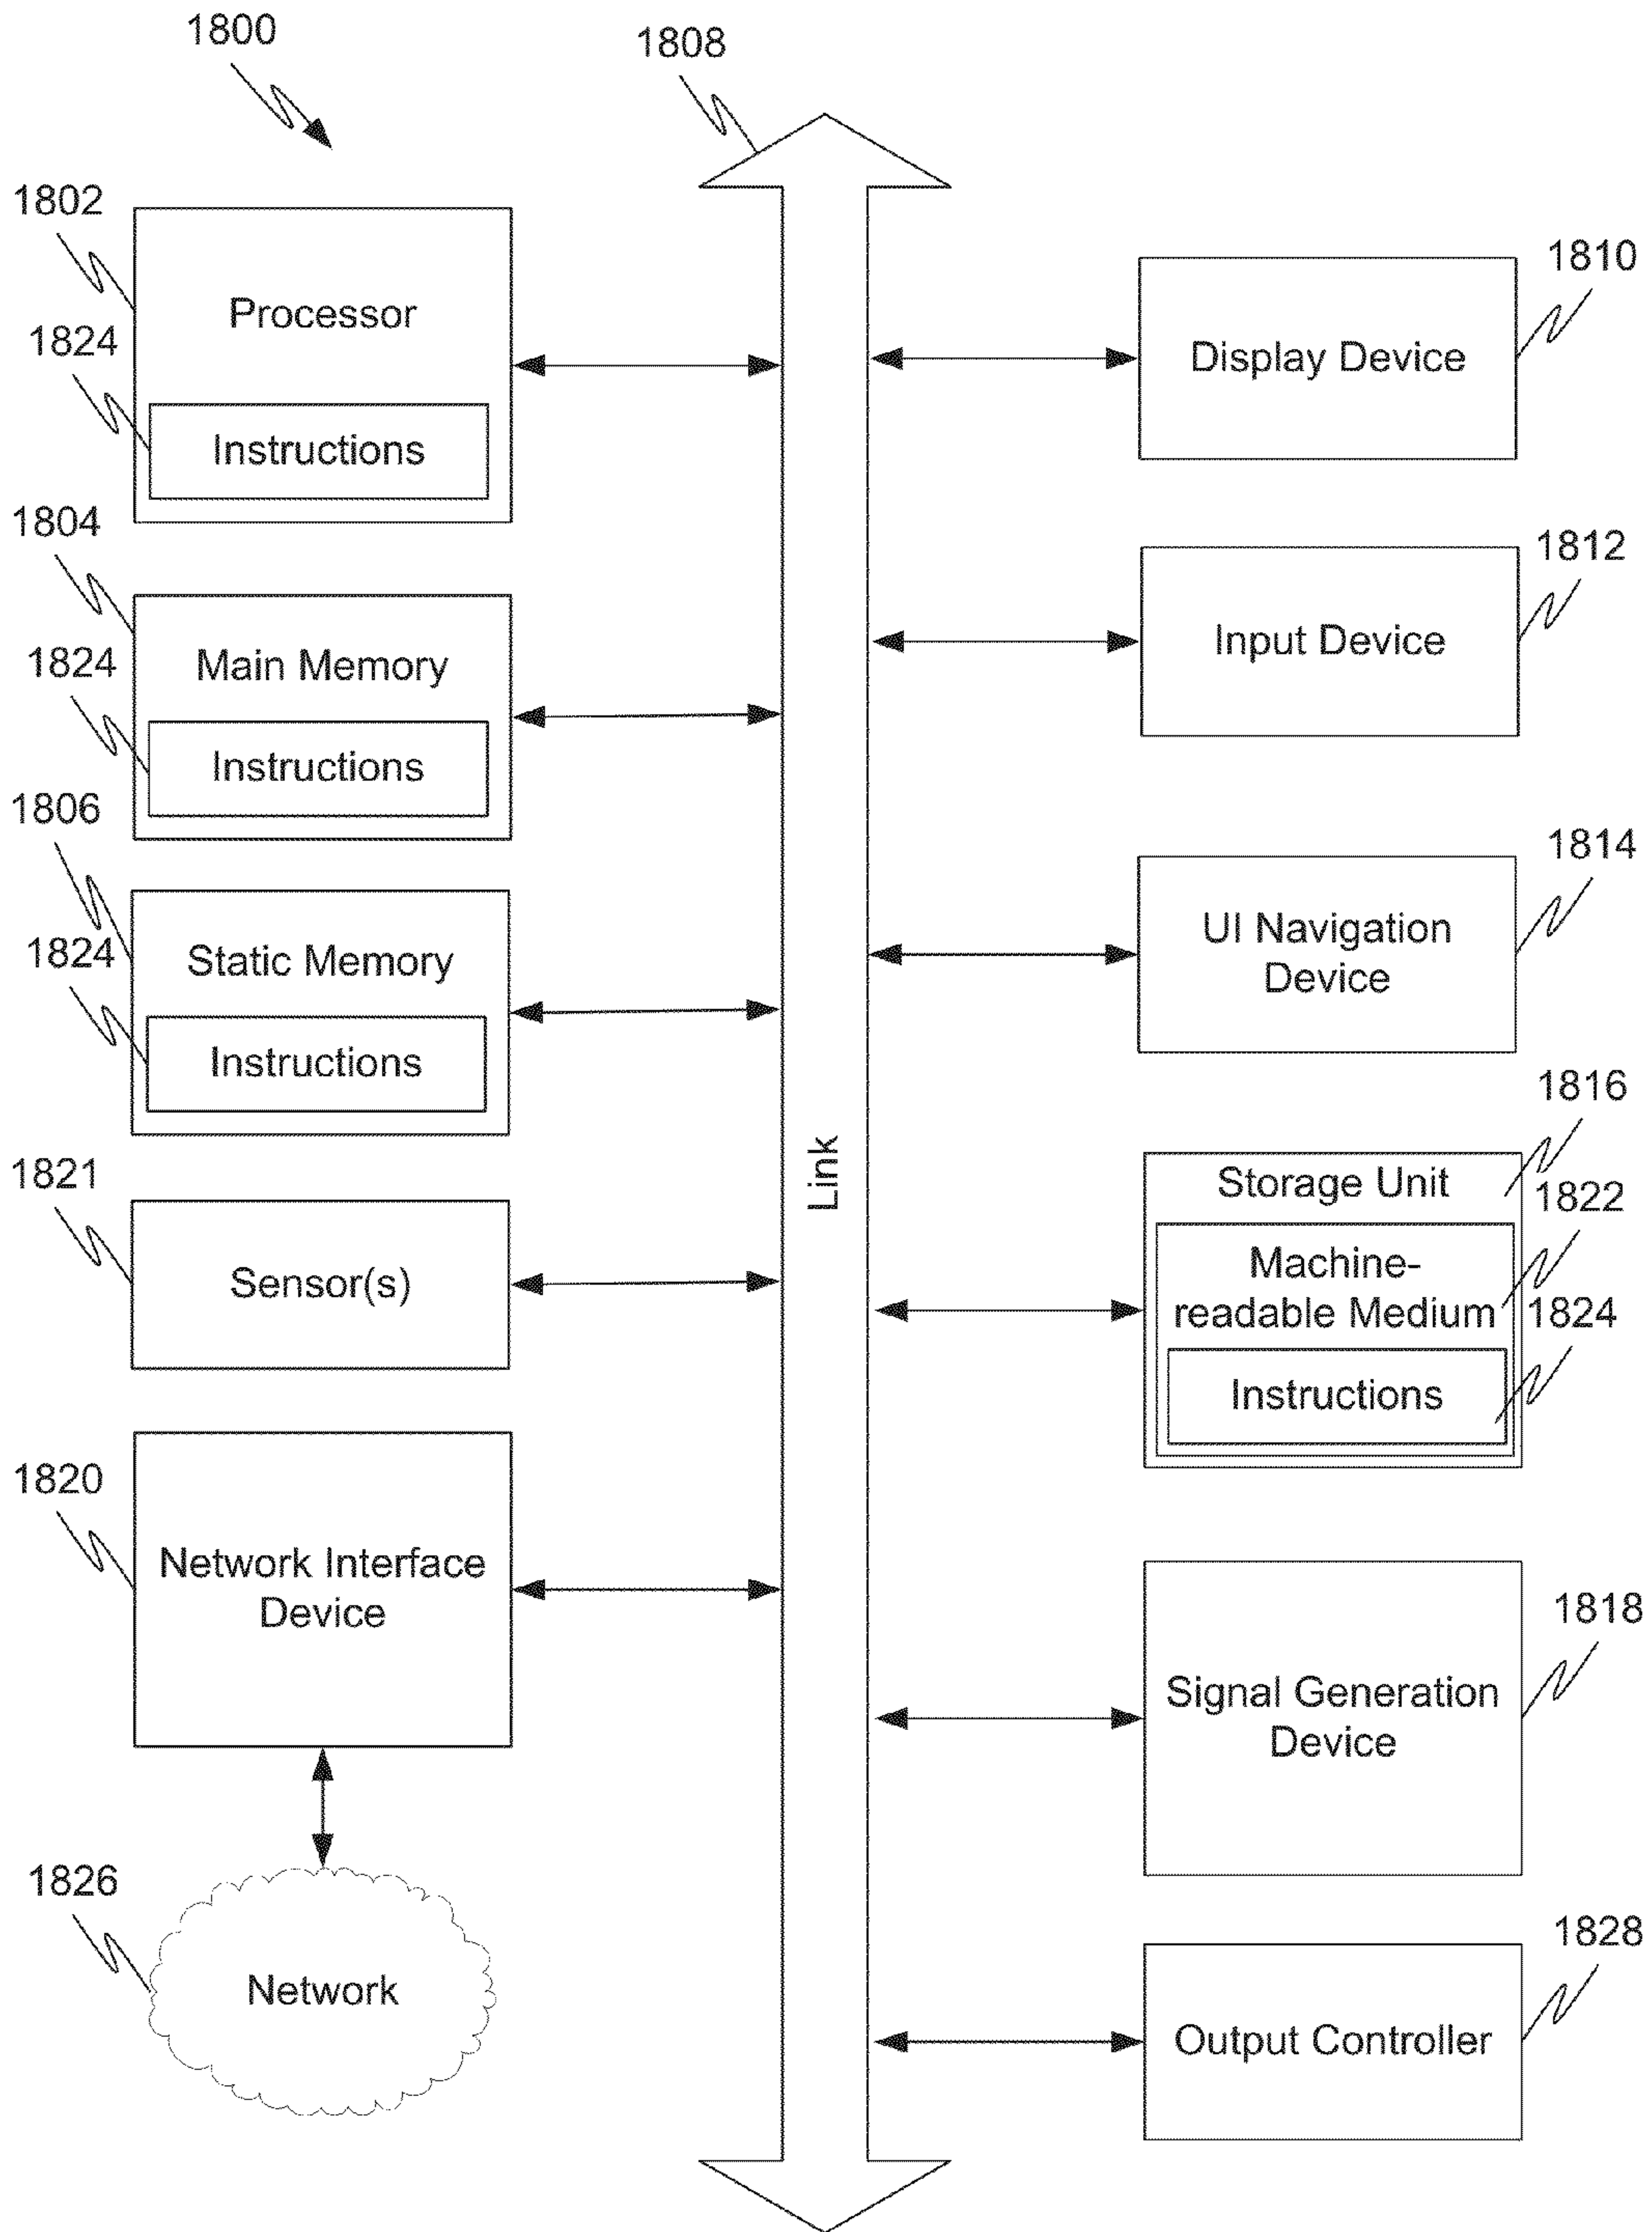 1800
1808
1802
Processor
1824
Instructions
1804
Main Memory
1824
Instructions
1806
Static Memory
1824
Instructions
1821
Sensor(s)
1820
Network Interface
Device
1826
Network
Link
1810
Display Device
1812
Input Device
1814
UI Navigation
Device
1816
Storage Unit
1822
Machine-
readable Medium
1824
Instructions
1818
Signal Generation
Device
1828
Output Controller